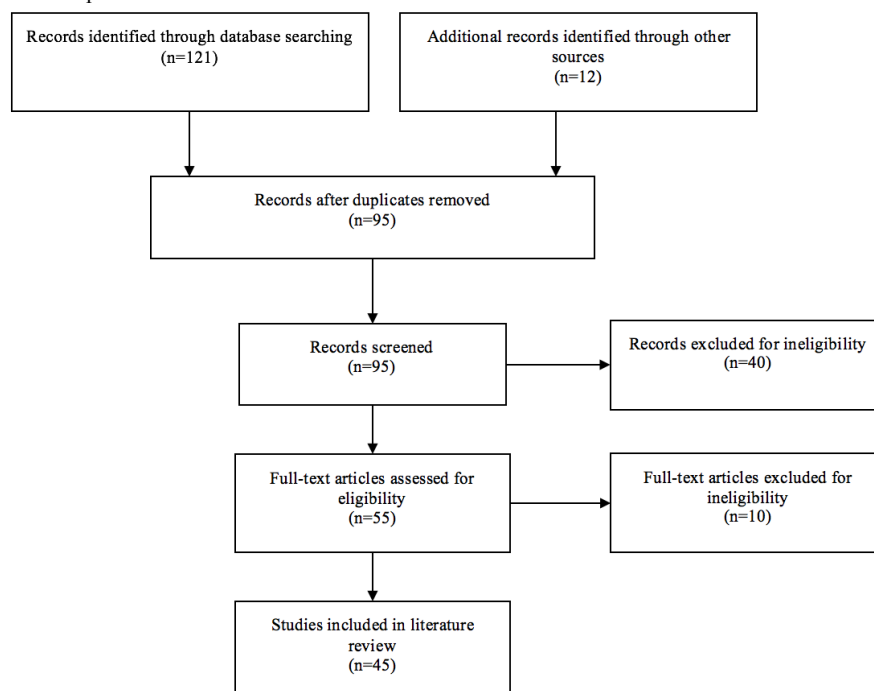 Records identified through database searching
(n=121)
Additional records identified through other
sources
(n=12)
Records after duplicates removed
(n=95)
Records screened
(n=95)
Records excluded for ineligibility
(n=40)
Full-text articles assessed for
eligibility
(n=55)
Full-text articles excluded for
ineligibility
(n=10)
Studies included in literature
review
(n=45)